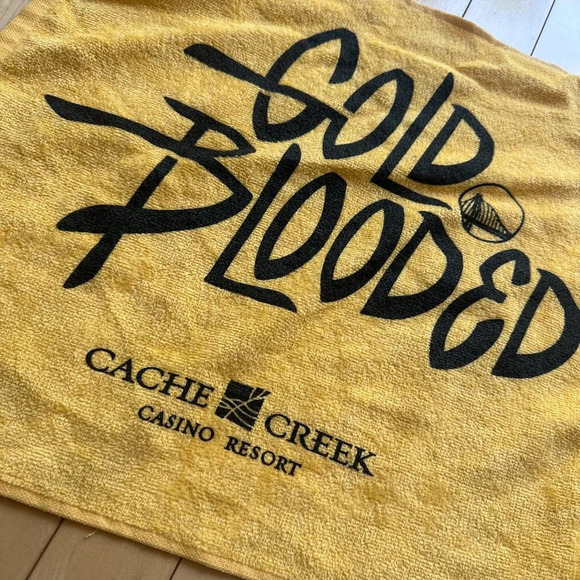 GOLD
BLOODED
CACHE CREEK
CASINO RESORT